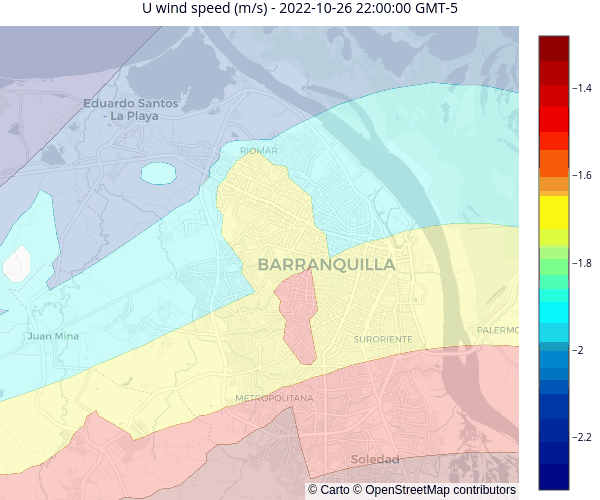 U wind speed (m/s) - 2022-10-26 22:00:00 GMT-5
Eduardo Santos
- La Playa
RIOMAR
BARRANQUILLA
Juan Mina
SURORIENTE
PALERMO
METROPOLITANA
Soledad
© Carto © OpenStreetMap contributors
−1.4
−1.6
−1.8
−2
−2.2